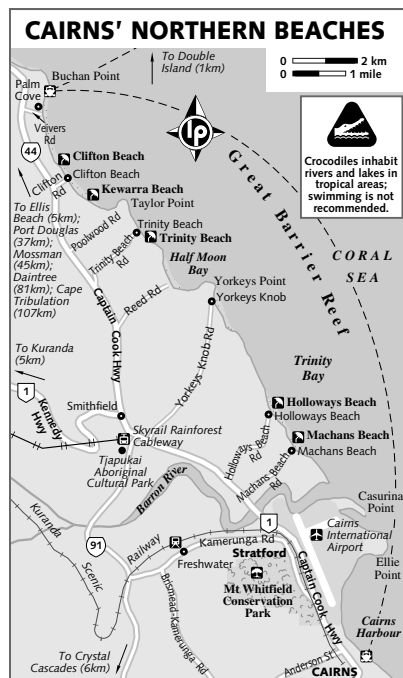 CAIRNS' NORTHERN BEACHES
To Double
Island (1km)
0 2 km
0 1 mile
Buchan Point
Palm
Cove
Veivers
Rd
44
lp
Crocodiles inhabit
rivers and lakes in
tropical areas;
swimming is not
recommended.
Clifton Beach
Clifton Beach
Clifton
Rd
Kewarra Beach
Taylor Point
Great Barrier Reef
CORAL
SEA
To Ellis
Beach (5km);
Port Douglas
(37km);
Mossman
(45km);
Daintree
(81km); Cape
Tribulation
(107km)
Poolwood Rd
Trinity Beach
Trinity Beach
Trinity Beach
Rd
Half Moon
Bay
Reed Rd
Captain Cook Hwy
Yorkeys Point
Yorkeys Knob
Yorkeys Knob Rd
To Kuranda
(5km)
1
Kennedy
Hwy
Trinity
Bay
Smithfield
Holloways Beach
Holloways Beach
Holloways Beach
Rd
Skyrail Rainforest
Cableway
Tjapukai
Aboriginal
Cultural Park
Machans Beach
Machans Beach
Machans Beach
Rd
Barron River
Casurina
Point
Kuranda
Scenic
Railway
91
1
Kamerunga Rd
Cairns
International
Airport
Stratford
Freshwater
Ellie
Point
Mt Whitfield
Conservation
Park
Captain Cook Hwy
Brismead-Kamerunga Rd
Cairns
Harbour
To Crystal
Cascades (6km)
Anderson St
CAIRNS